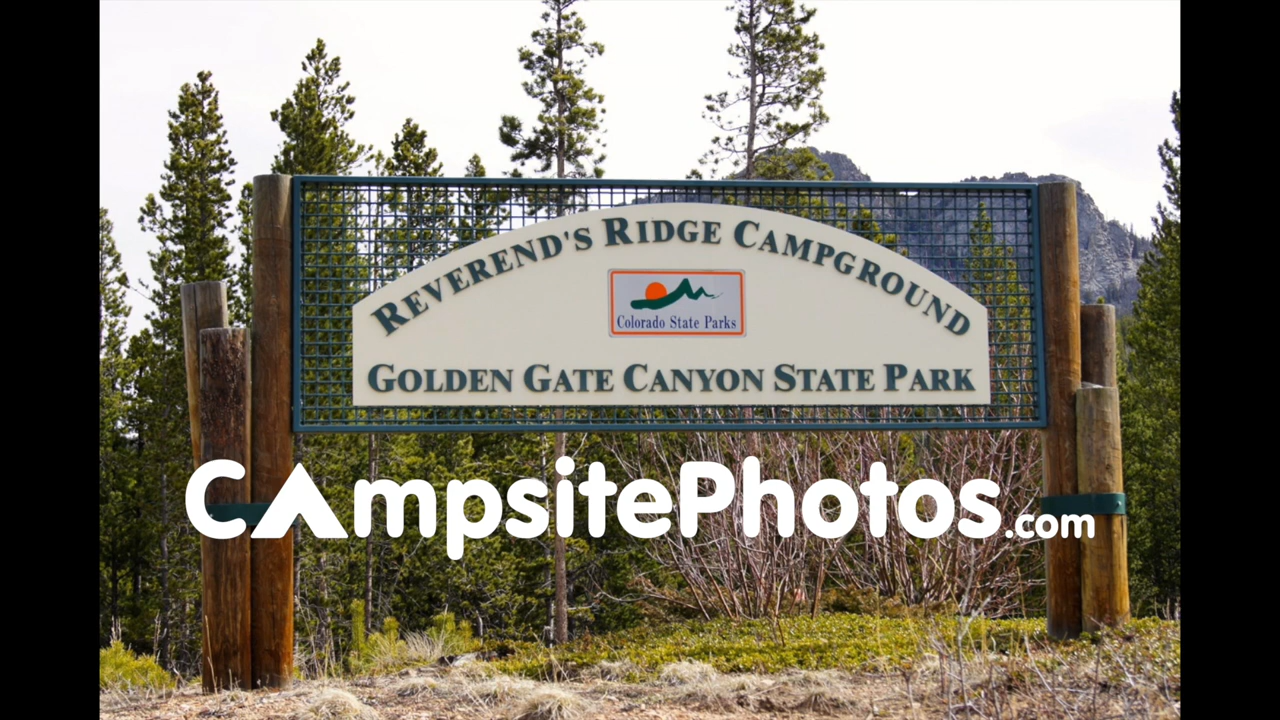 REVEREND'S RIDGE CAMPGROUND
Colorado State Parks
GOLDEN GATE CANYON STATE PARK
CAmpsitePhotos.com